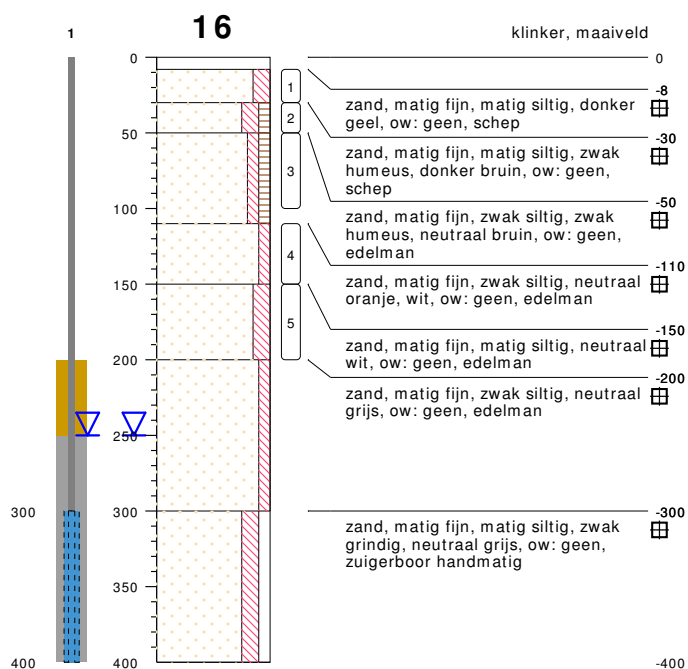 16
1
klinker, maaiveld
0
0
-8
1
zand, matig fijn, matig siltig, donker
geel, ow: geen, schep
2
-30
50
zand, matig fijn, matig siltig, zwak
humeus, donker bruin, ow: geen,
schep
3
-50
100
zand, matig fijn, zwak siltig, zwak
humeus, neutraal bruin, ow: geen,
edelman
4
-110
150
zand, matig fijn, zwak siltig, neutraal
oranje, wit, ow: geen, edelman
5
-150
200
zand, matig fijn, matig siltig, neutraal
wit, ow: geen, edelman
-200
zand, matig fijn, zwak siltig, neutraal
grijs, ow: geen, edelman
250
300
300
-300
zand, matig fijn, matig siltig, zwak
grindig, neutraal grijs, ow: geen,
zuigerboor handmatig
350
400
400
-400